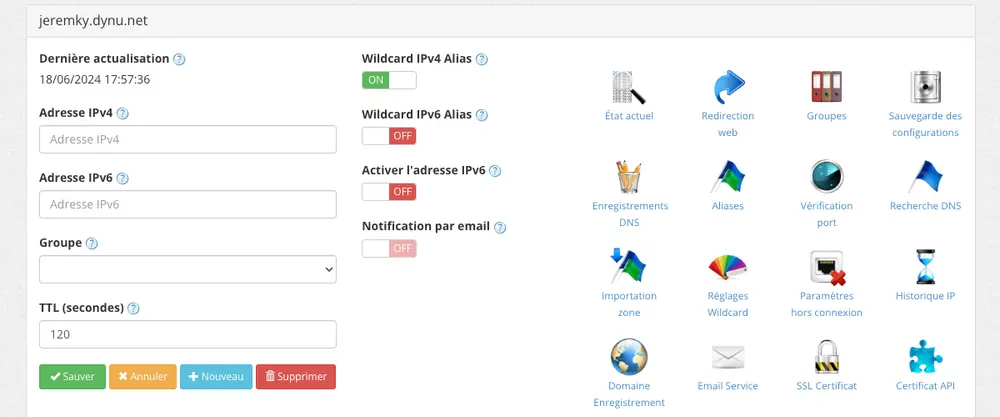 jeremky.dynu.net
Dernière actualisation
18/06/2024 17:57:36
Adresse IPv4
Adresse IPv4
Adresse IPv6
Adresse IPv6
Groupe
TTL (secondes)
120
Sauver
Annuler
Nouveau
Supprimer
Wildcard IPv4 Alias
ON
Wildcard IPv6 Alias
OFF
Activer l'adresse IPv6
OFF
Notification par email
OFF
État actuel
Redirection
web
Groupes
Sauvegarde des
configurations
Enregistrements
DNS
Aliases
Vérification
port
Recherche DNS
Importation
zone
Réglages
Wildcard
Paramètres
hors connexion
Historique IP
Domaine
Enregistrement
Email Service
SSL Certificat
Certificat API